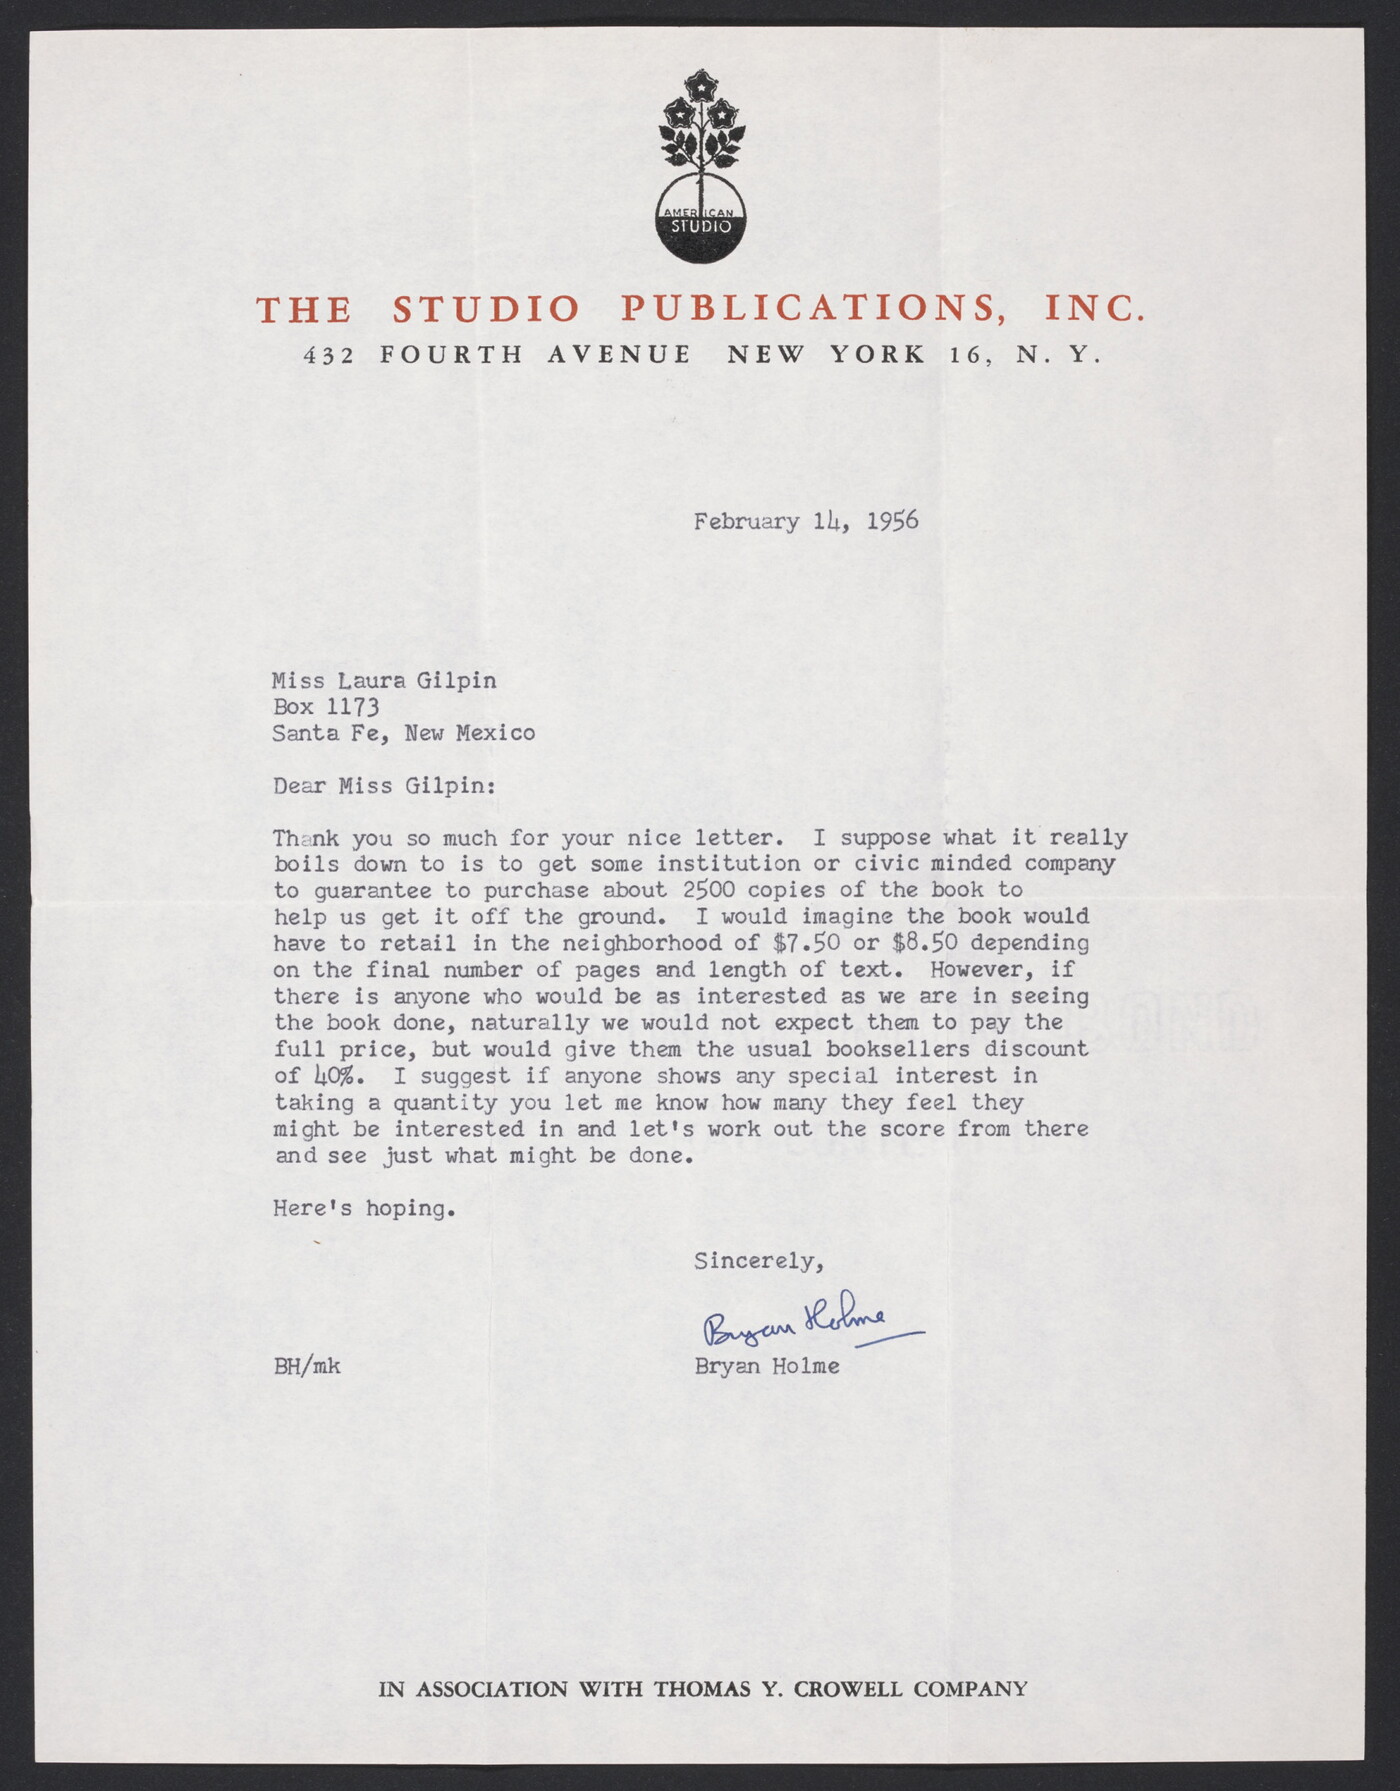 AMERICAN
STUDIO
THE STUDIO PUBLICATIONS, INC.
432 FOURTH AVENUE NEW YORK 16, N. Y.
February 14, 1956
Miss Laura Gilpin
Box 1173
Santa Fe, New Mexico
Dear Miss Gilpin:
Thank you so much for your nice letter. I suppose what it really
boils down to is to get some institution or civic minded company
to guarantee to purchase about 2500 copies of the book to
help us get it off the ground. I would imagine the book would
have to retail in the neighborhood of $7.50 or $8.50 depending
on the final number of pages and length of text. However, if
there is anyone who would be as interested as we are in seeing
the book done, naturally we would not expect them to pay the
full price, but would give them the usual booksellers discount
of 40%. I suggest if anyone shows any special interest in
taking a quantity you let me know how many they feel they
might be interested in and let's work out the score from there
and see just what might be done.
Here's hoping.
Sincerely,
Bryan Holme
BH/mk Bryan Holme
IN ASSOCIATION WITH THOMAS Y. CROWELL COMPANY